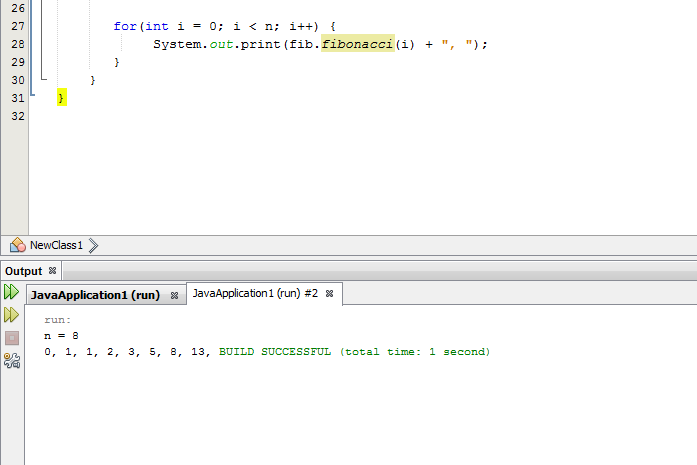 26
27 for(int i = 0; i < n; i++) {
28 System.out.print(fib.fibonacci(i) + ", ");
29 }
30 }
31 }
32
NewClass1
Output
JavaApplication1 (run) JavaApplication1 (run) #2
run:
n = 8
0, 1, 1, 2, 3, 5, 8, 13, BUILD SUCCESSFUL (total time: 1 second)